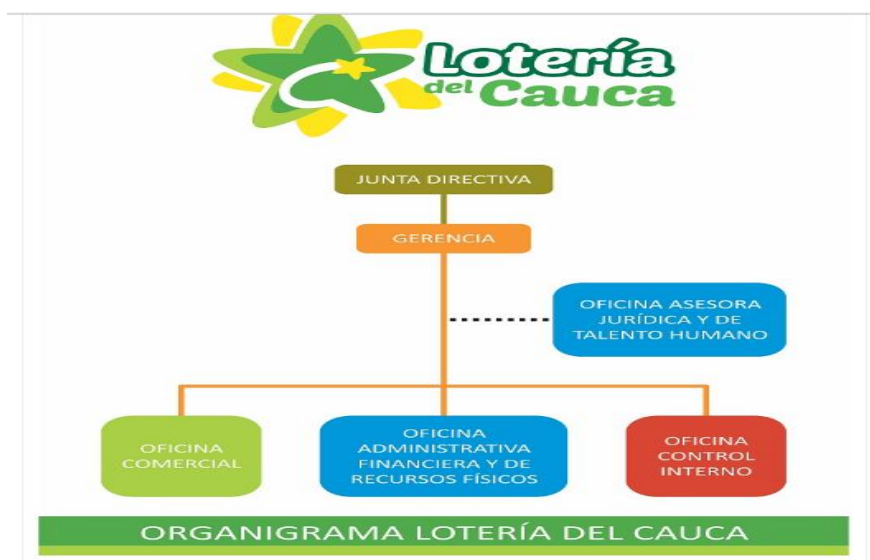 Lotería
del Cauca
JUNTA DIRECTIVA
GERENCIA
OFICINA ASESORA
JURÍDICA Y DE
TALENTO HUMANO
OFICINA
COMERCIAL
OFICINA
ADMINISTRATIVA
FINANCIERA Y DE
RECURSOS FÍSICOS
OFICINA
CONTROL
INTERNO
ORGANIGRAMA LOTERÍA DEL CAUCA